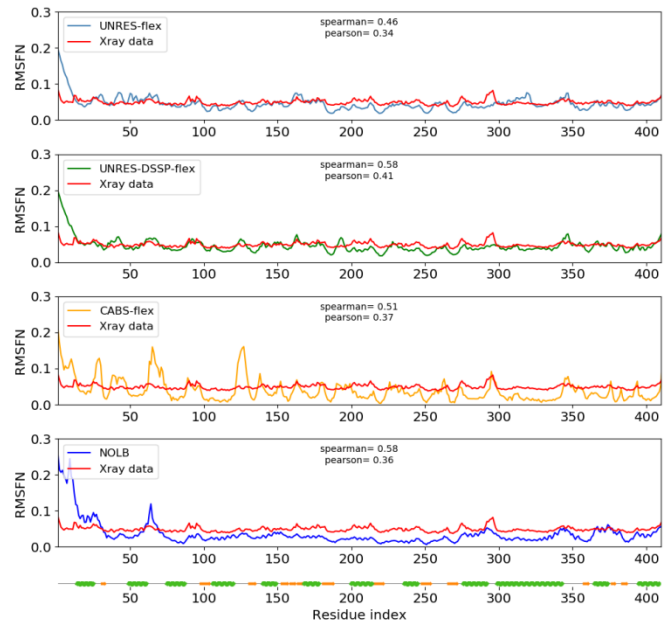 0.3
spearman= 0.46
pearson= 0.34
UNRES-flex
Xray data
RMSFN
0.2
0.1
0.0
50 100 150 200 250 300 350 400
0.3
spearman= 0.58
pearson= 0.41
UNRES-DSSP-flex
Xray data
RMSFN
0.2
0.1
0.0
50 100 150 200 250 300 350 400
0.3
spearman= 0.51
pearson= 0.37
CABS-flex
Xray data
RMSFN
0.2
0.1
0.0
50 100 150 200 250 300 350 400
0.3
spearman= 0.58
pearson= 0.36
NOLB
Xray data
RMSFN
0.2
0.1
0.0
50 100 150 200 250 300 350 400
50 100 150 200 250 300 350 400
Residue index